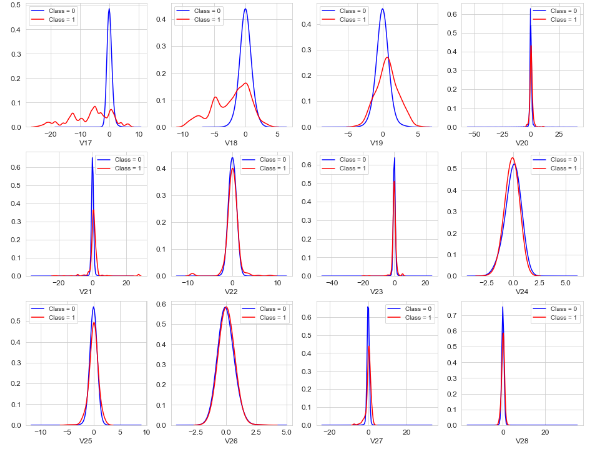 0.5
0.4
0.3
0.2
0.1
0.0
Class = 0
Class = 1
−20 −10 0 10
V17
0.4
0.3
0.2
0.1
0.0
Class = 0
Class = 1
−10 −5 0 5
V18
0.4
0.3
0.2
0.1
0.0
Class = 0
Class = 1
−5 0 5
V19
0.6
0.5
0.4
0.3
0.2
0.1
0.0
Class = 0
Class = 1
−50 −25 0 25
V20
0.6
0.5
0.4
0.3
0.2
0.1
0.0
Class = 0
Class = 1
−20 0 20
V21
0.4
0.3
0.2
0.1
0.0
Class = 0
Class = 1
−10 0 10
V22
0.6
0.5
0.4
0.3
0.2
0.1
0.0
Class = 0
Class = 1
−40 −20 0 20
V23
0.5
0.4
0.3
0.2
0.1
0.0
Class = 0
Class = 1
−2.5 0.0 2.5 5.0
V24
0.5
0.4
0.3
0.2
0.1
0.0
Class = 0
Class = 1
−10 −5 0 5 10
V25
0.6
0.5
0.4
0.3
0.2
0.1
0.0
Class = 0
Class = 1
−2.5 0.0 2.5 5.0
V26
0.6
0.5
0.4
0.3
0.2
0.1
0.0
Class = 0
Class = 1
−20 0 20
V27
0.7
0.6
0.5
0.4
0.3
0.2
0.1
0.0
Class = 0
Class = 1
0 20
V28